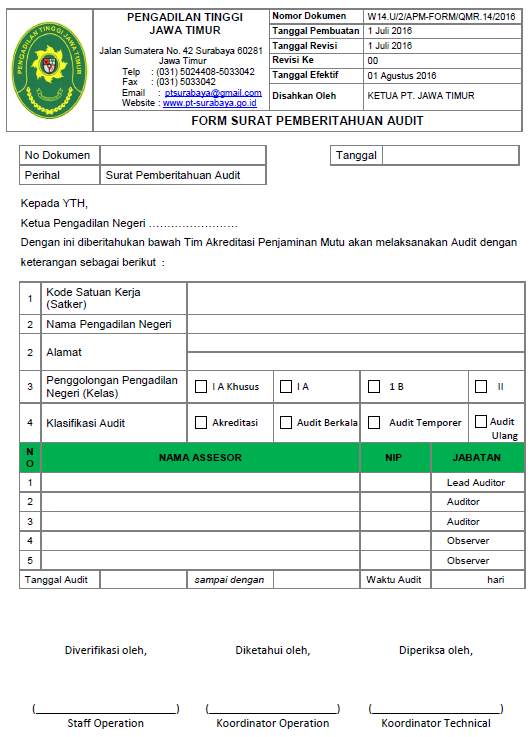 PENGADILAN TINGGI JAWA TIMUR
PENGADILAN TINGGI
JAWA TIMUR
Jalan Sumatera No. 42 Surabaya 60281
Jawa Timur
Telp : (031) 5024408-5033042
Fax : (031) 5033042
Email : ptsurabaya@gmail.com
Website : www.pt-surabaya.go.id
Nomor Dokumen W14.U/2/APM-FORM/QMR.14/2016
Tanggal Pembuatan 1 Juli 2016
Tanggal Revisi 1 Juli 2016
Revisi Ke 00
Tanggal Efektif 01 Agustus 2016
Disahkan Oleh KETUA PT. JAWA TIMUR
FORM SURAT PEMBERITAHUAN AUDIT
No Dokumen Tanggal
Perihal Surat Pemberitahuan Audit
Kepada YTH,
Ketua Pengadilan Negeri ……………………
Dengan ini diberitahukan bawah Tim Akreditasi Penjaminan Mutu akan melaksanakan Audit dengan
keterangan sebagai berikut :
1 Kode Satuan Kerja
(Satker)
2 Nama Pengadilan Negeri
2 Alamat
3 Penggolongan Pengadilan
Negeri (Kelas) I A Khusus I A 1 B II
4 Klasifikasi Audit Akreditasi Audit Berkala Audit Temporer Audit
Ulang
N
O NAMA ASSESOR NIP JABATAN
1 Lead Auditor
2 Auditor
3 Auditor
4 Observer
5 Observer
Tanggal Audit sampai dengan Waktu Audit hari
Diverifikasi oleh, Diketahui oleh, Diperiksa oleh,
(________________________) (________________________) (________________________)
Staff Operation Koordinator Operation Koordinator Technical